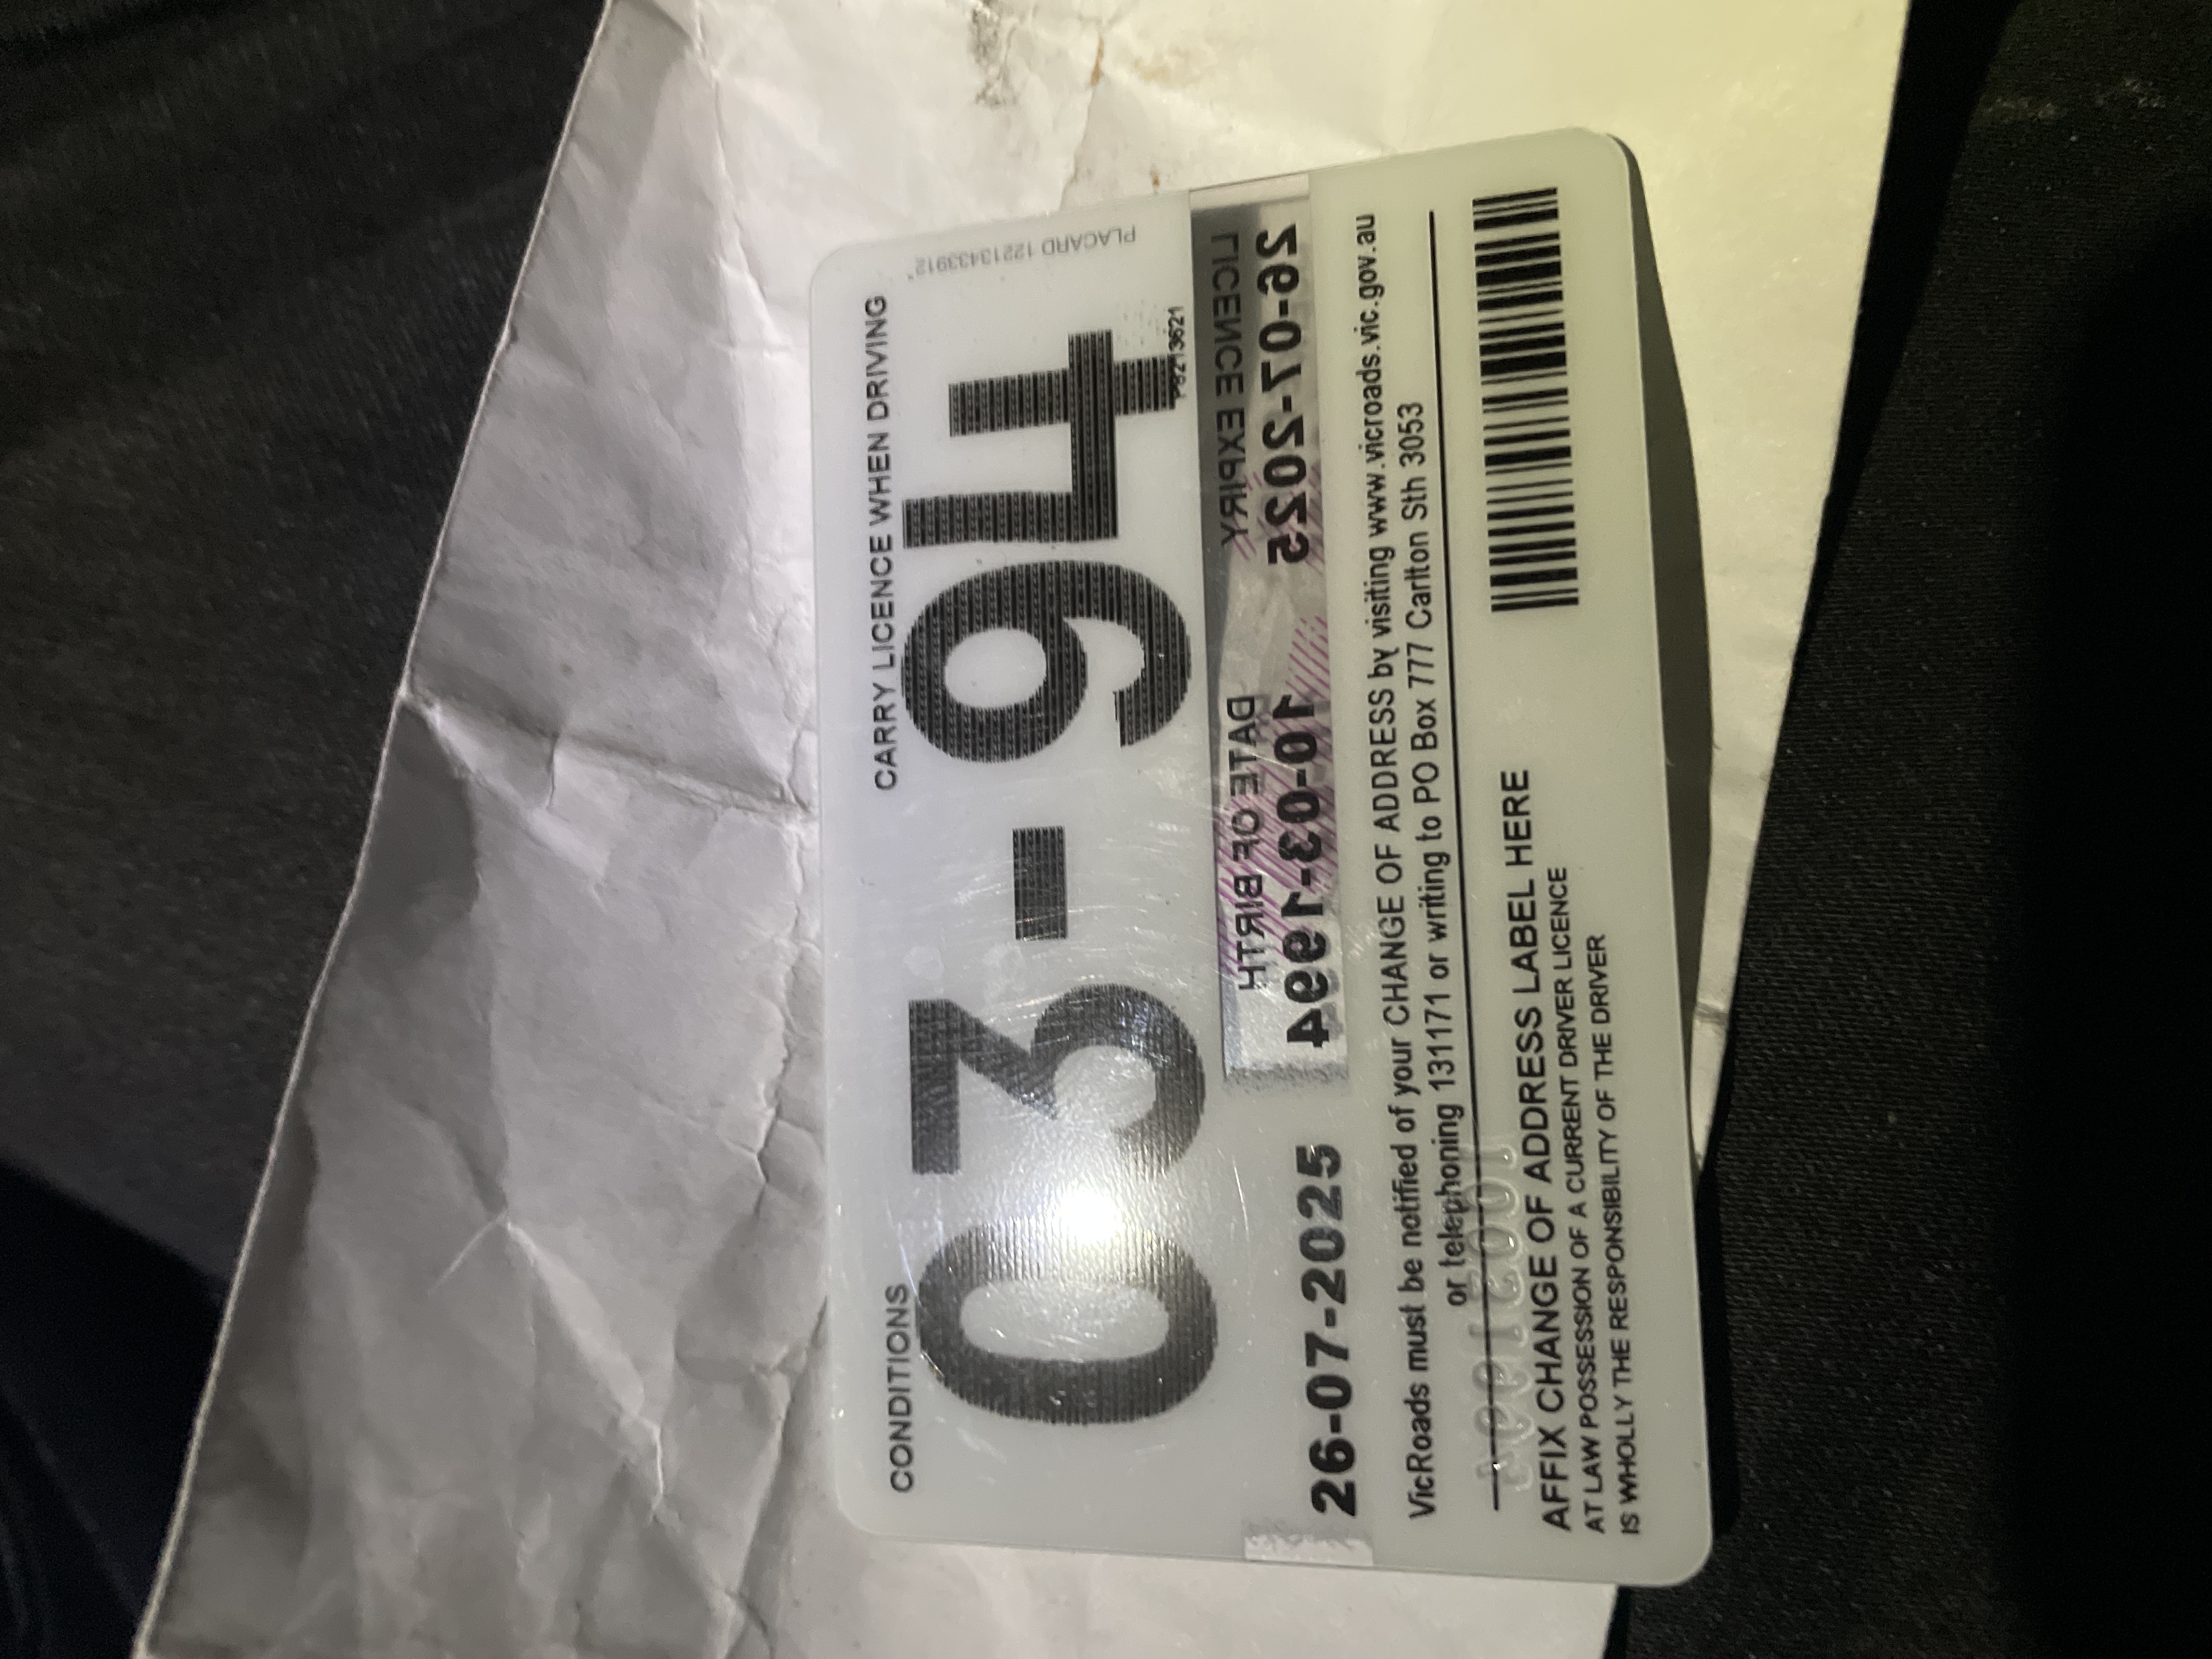 CONDITIONS
CARRY LICENCE WHEN DRIVING
03-94
PLACARD 12213433912
P8213621
DATE OF BIRTH
LICENCE EXPIRY
26-07-2025
10-03-1994
26-07-2025
VicRoads must be notified of your CHANGE OF ADDRESS by visiting www.vicroads.vic.gov.au
or telephoning 131171 or writing to PO Box 777 Carlton Sth 3053
10031994
AFFIX CHANGE OF ADDRESS LABEL HERE
AT LAW POSSESSION OF A CURRENT DRIVER LICENCE
IS WHOLLY THE RESPONSIBILITY OF THE DRIVER